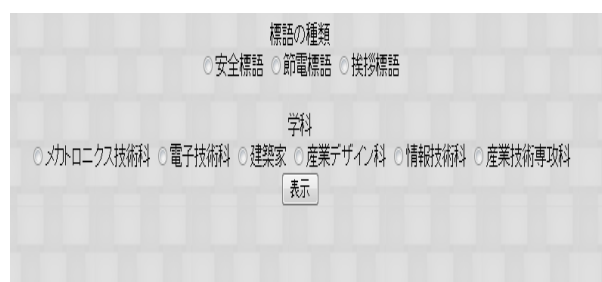 標語の種類
安全標語 節電標語 挨拶標語
学科
メカトロニクス技術科 電子技術科 建築家 産業デザイン科 情報技術科 産業技術専攻科
表示